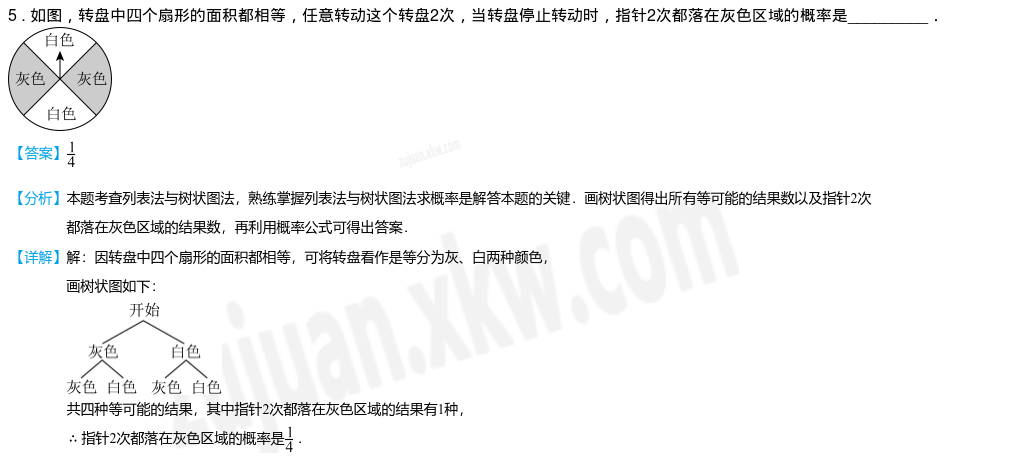 5．如图，转盘中四个扇形的面积都相等，任意转动这个转盘2次，当转盘停止转动时，指针2次都落在灰色区域的概率是__________．
白色
灰色 灰色
白色
zujuan.xkw.com
【答案】1/4
【分析】本题考查列表法与树状图法，熟练掌握列表法与树状图法求概率是解答本题的关键．画树状图得出所有等可能的结果数以及指针2次
都落在灰色区域的结果数，再利用概率公式可得出答案．
【详解】解：因转盘中四个扇形的面积都相等，可将转盘看作是等分为灰、白两种颜色，
画树状图如下：
开始
灰色 白色
灰色 白色 灰色 白色
共四种等可能的结果，其中指针2次都落在灰色区域的结果有1种，
∴指针2次都落在灰色区域的概率是1/4．
zujuan.xkw.com